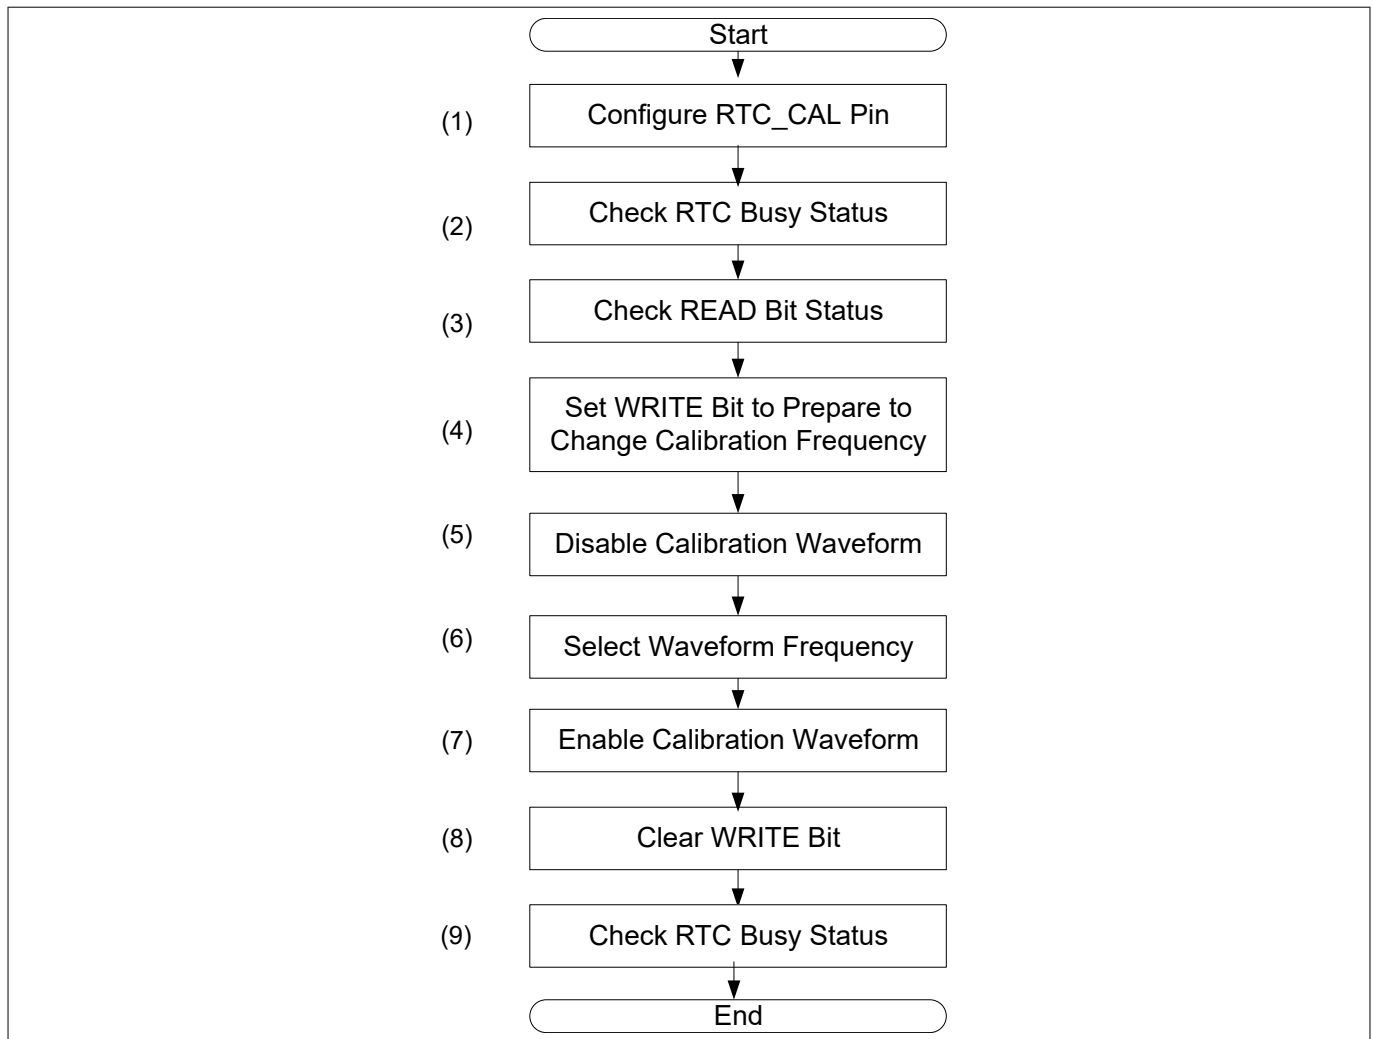 Start
(1)
Configure RTC_CAL Pin
(2)
Check RTC Busy Status
(3)
Check READ Bit Status
(4)
Set WRITE Bit to Prepare to
Change Calibration Frequency
(5)
Disable Calibration Waveform
(6)
Select Waveform Frequency
(7)
Enable Calibration Waveform
(8)
Clear WRITE Bit
(9)
Check RTC Busy Status
End